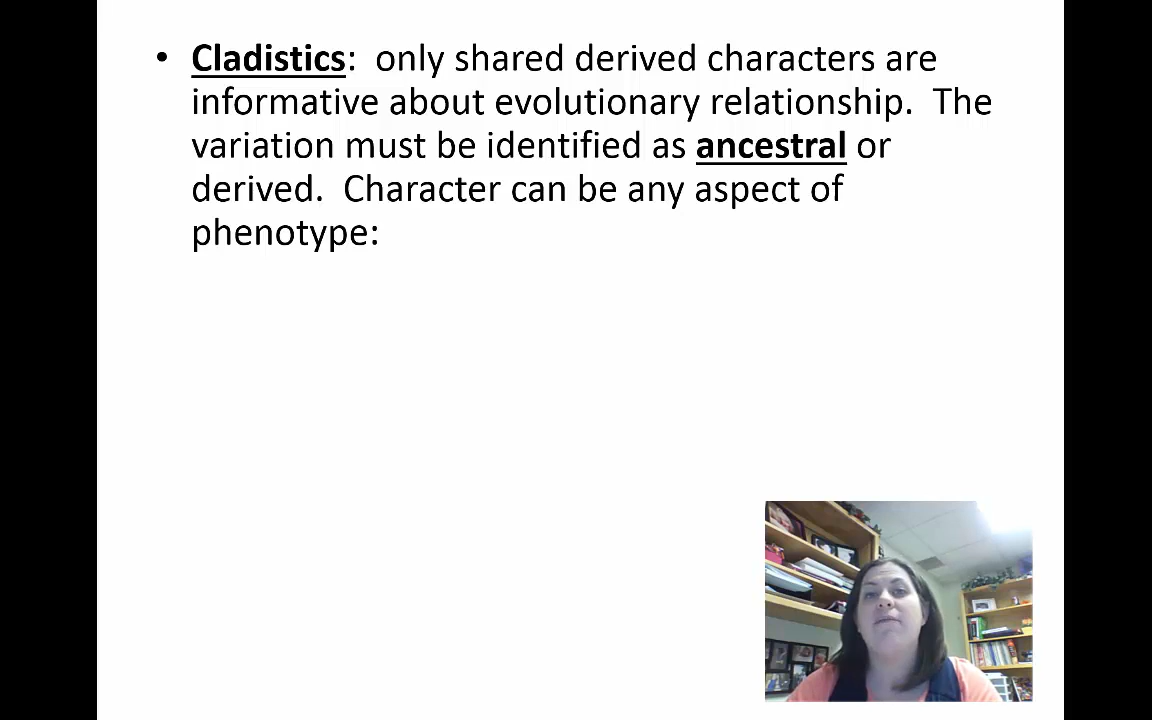 • Cladistics:  only shared derived characters are
informative about evolutionary relationship.  The
variation must be identified as ancestral or
derived.  Character can be any aspect of
phenotype: